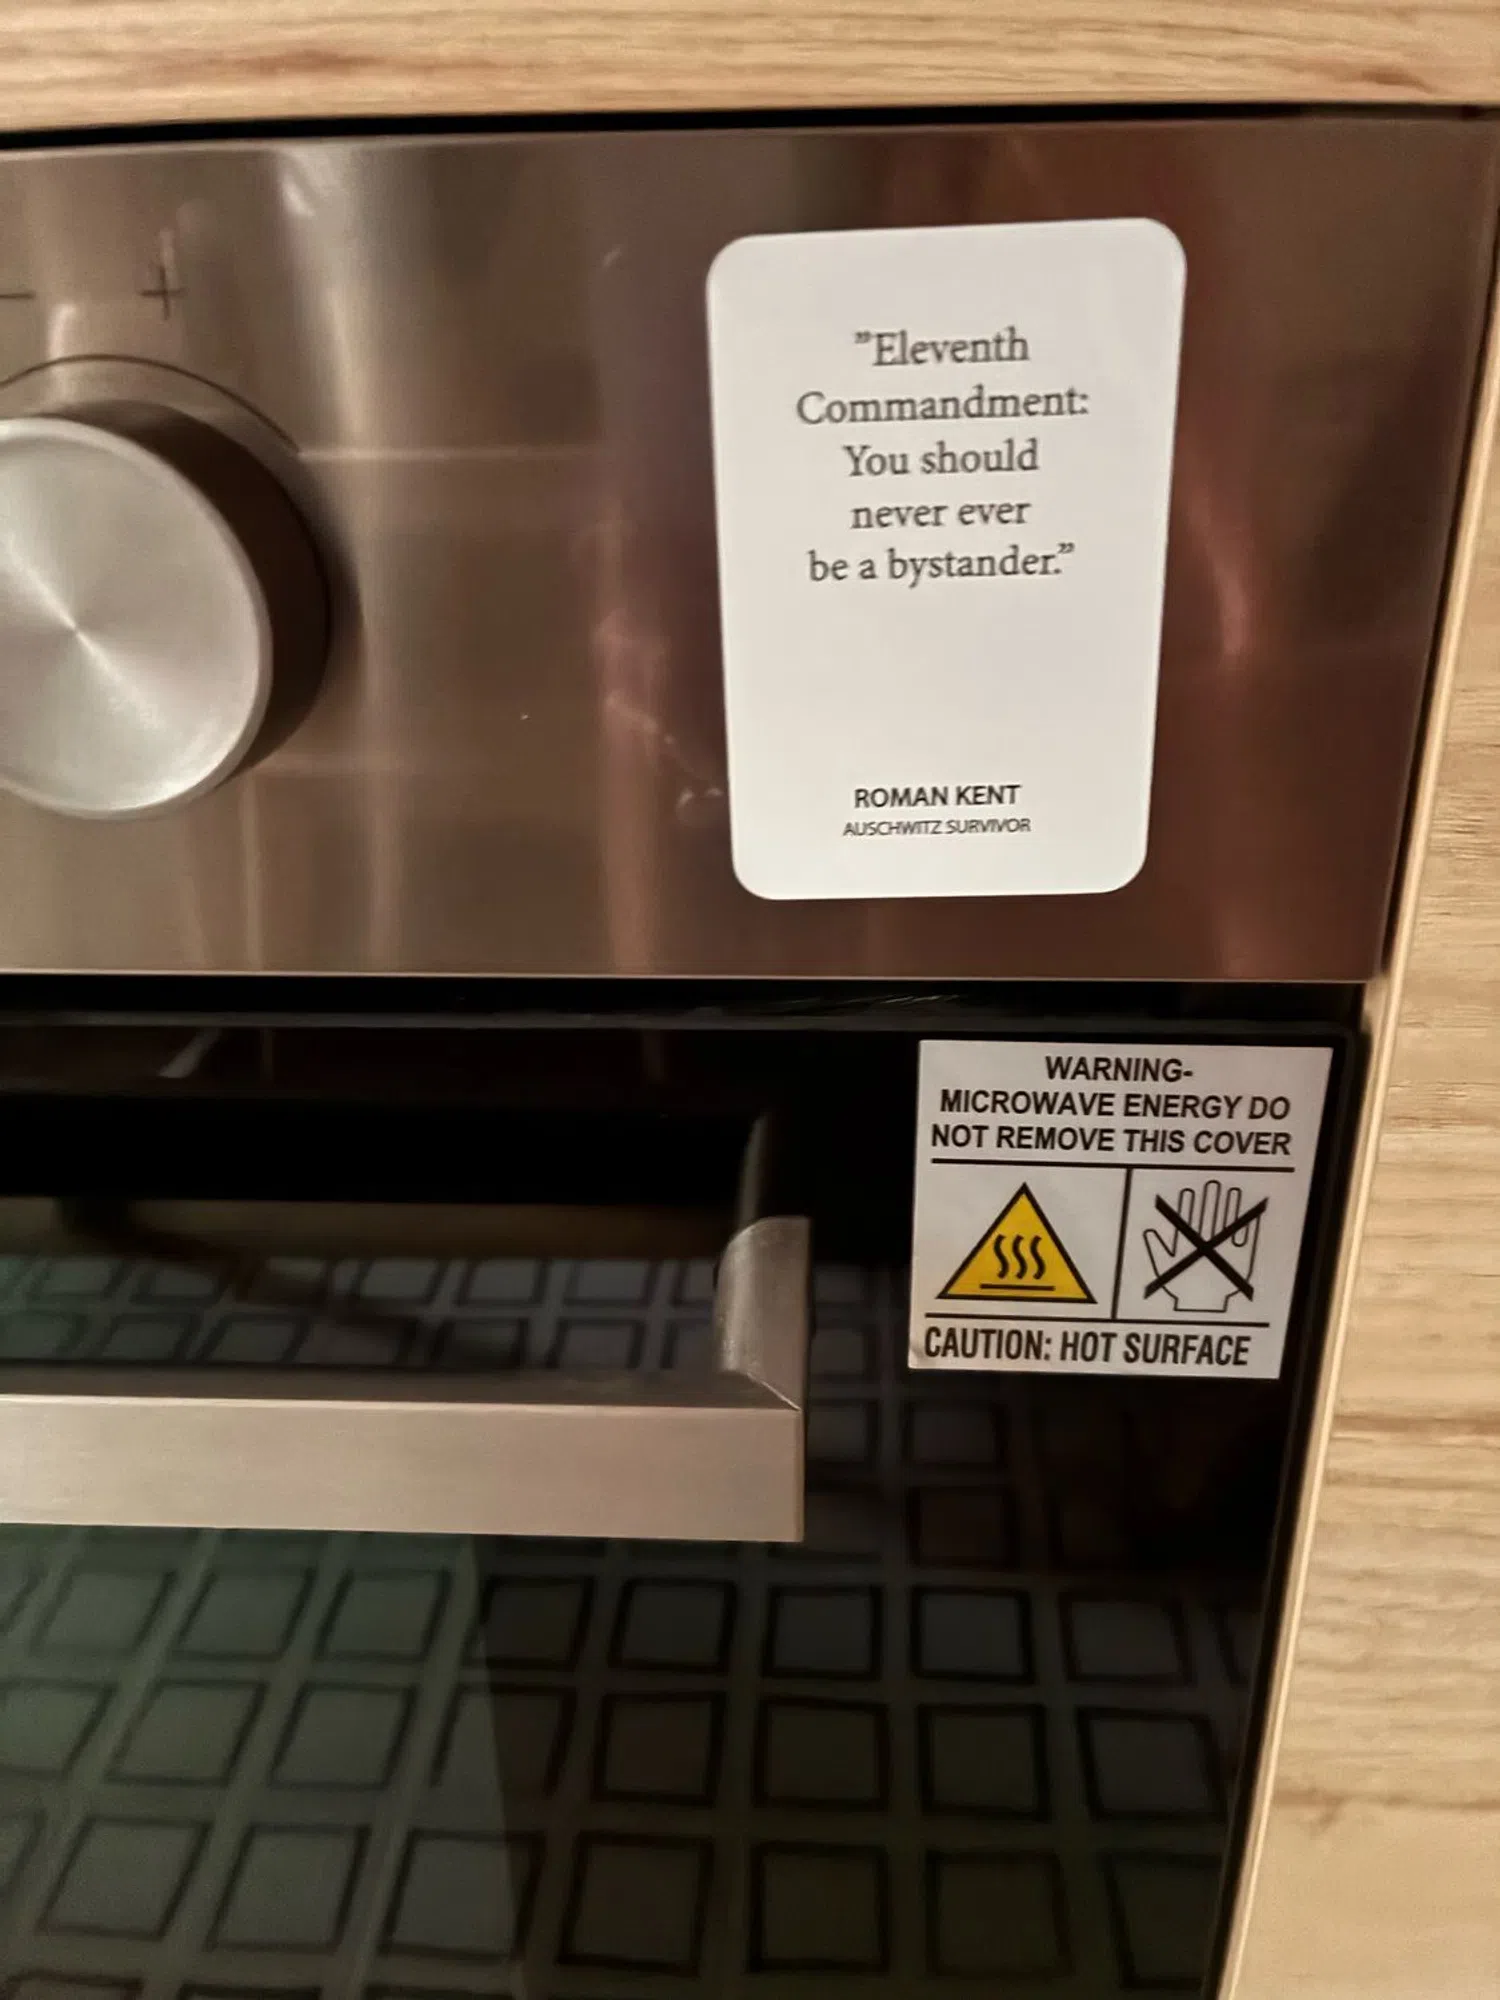 - +
”Eleventh
Commandment:
You should
never ever
be a bystander.”
ROMAN KENT
AUSCHWITZ SURVIVOR
WARNING-
MICROWAVE ENERGY DO
NOT REMOVE THIS COVER
CAUTION: HOT SURFACE